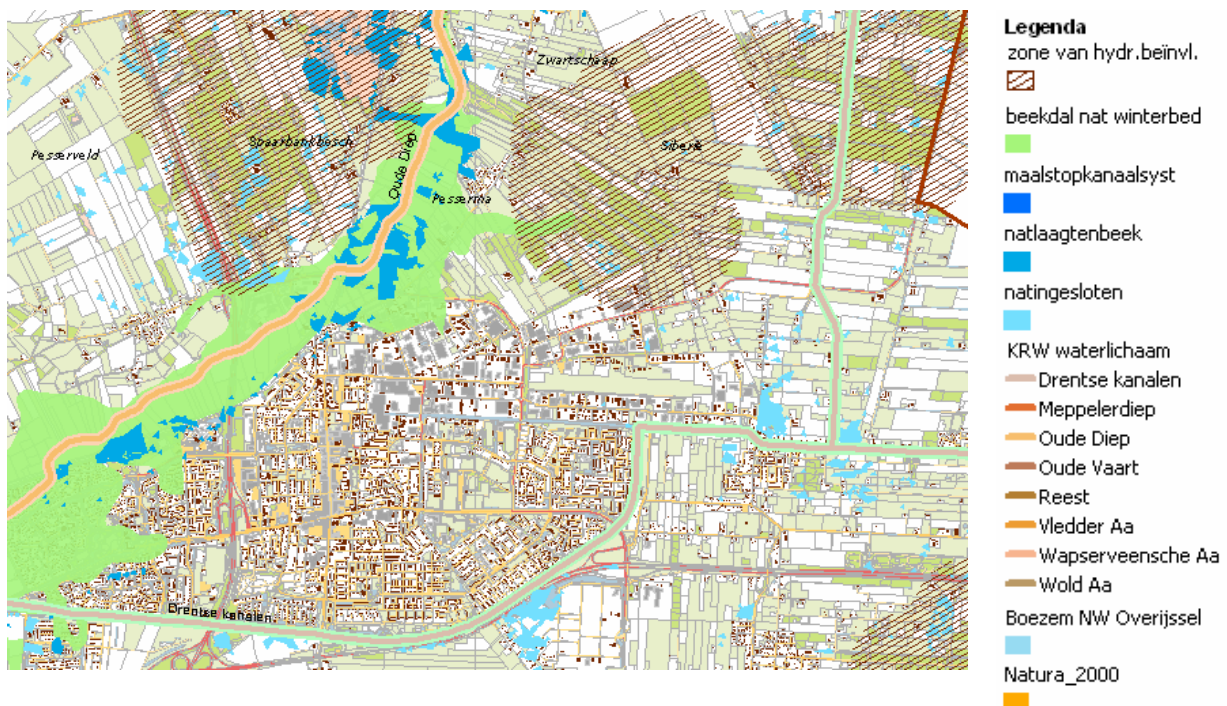 Zwartschaap
Spaarbankbosch
Siberië
Pesserveld
Oude Diep
Pesserma
Drentse kanalen
Legenda
zone van hydr.beïnvl.
beekdal nat winterbed
maalstopkanaalsyst
natlaagtenbeek
natingesloten
KRW waterlichaam
Drentse kanalen
Meppelerdiep
Oude Diep
Oude Vaart
Reest
Vledder Aa
Wapserveensche Aa
Wold Aa
Boezem NW Overijssel
Natura_2000